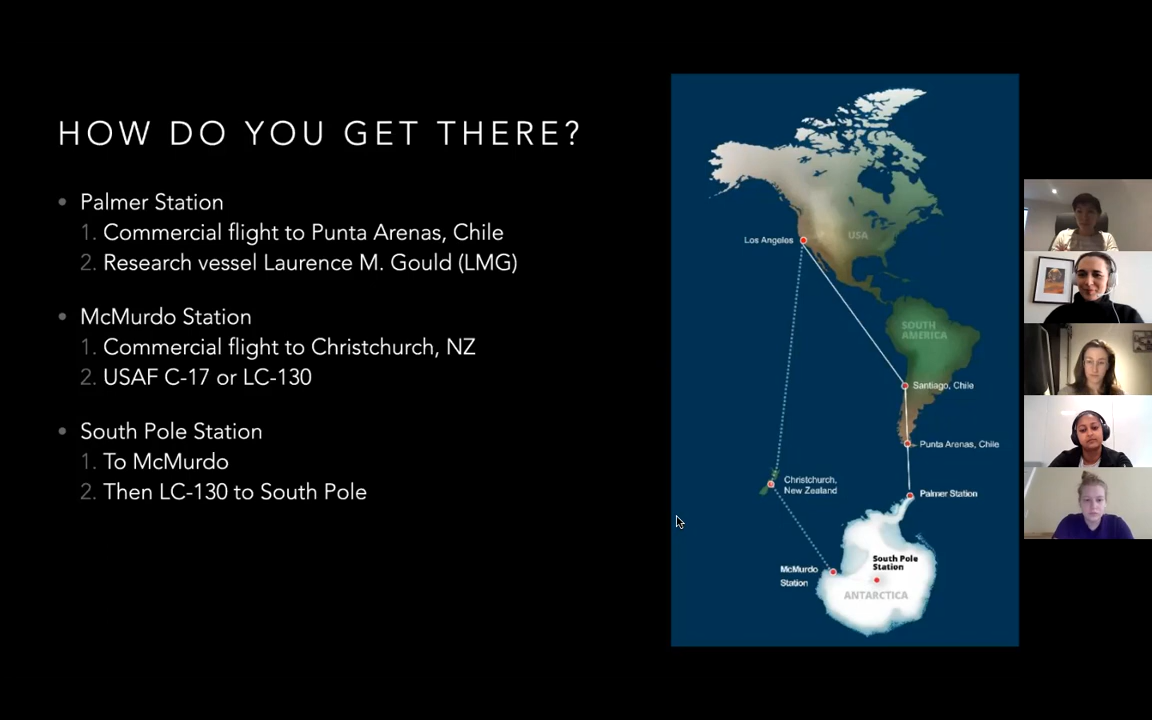 HOW DO YOU GET THERE?
• Palmer Station
1. Commercial flight to Punta Arenas, Chile
2. Research vessel Laurence M. Gould (LMG)
• McMurdo Station
1. Commercial flight to Christchurch, NZ
2. USAF C-17 or LC-130
• South Pole Station
1. To McMurdo
2. Then LC-130 to South Pole
Los Angeles
USA
SOUTH
AMERICA
Santiago, Chile
Punta Arenas, Chile
Christchurch,
New Zealand
Palmer Station
South Pole
Station
McMurdo
Station
ANTARCTICA